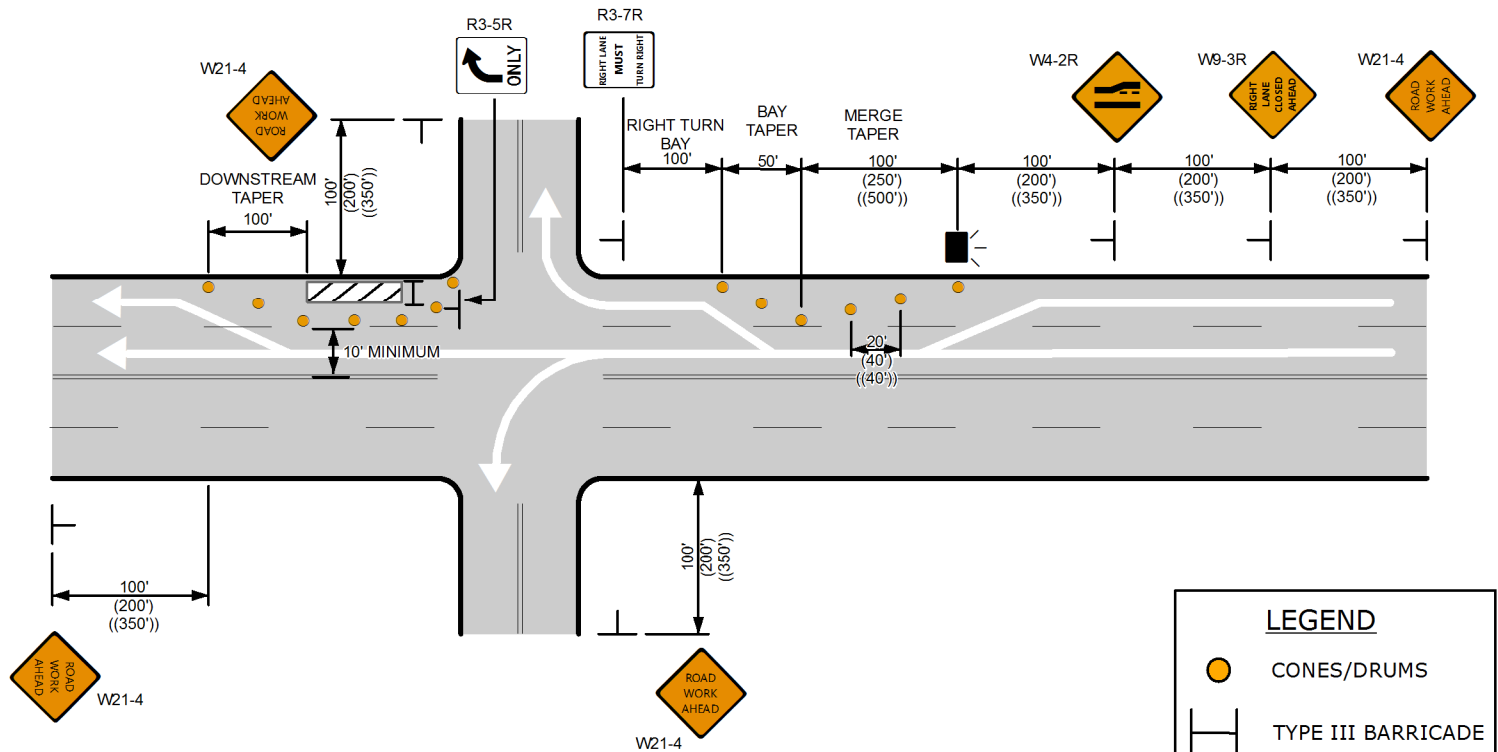 R3-5R
ONLY
R3-7R
RIGHT LANE
MUST
TURN RIGHT
W21-4
ROAD
WORK
AHEAD
W4-2R
W9-3R
RIGHT
LANE
CLOSED
AHEAD
W21-4
ROAD
WORK
AHEAD
RIGHT TURN
BAY
100'
BAY
TAPER
50'
MERGE
TAPER
100'
(250')
((500'))
100'
(200')
((350'))
100'
(200')
((350'))
100'
(200')
((350'))
DOWNSTREAM
TAPER
100'
100'
(200')
((350'))
10' MINIMUM
20'
(40')
((40'))
100'
(200')
((350'))
100'
(200')
((350'))
ROAD
WORK
AHEAD
W21-4
ROAD
WORK
AHEAD
W21-4
LEGEND
CONES/DRUMS
TYPE III BARRICADE